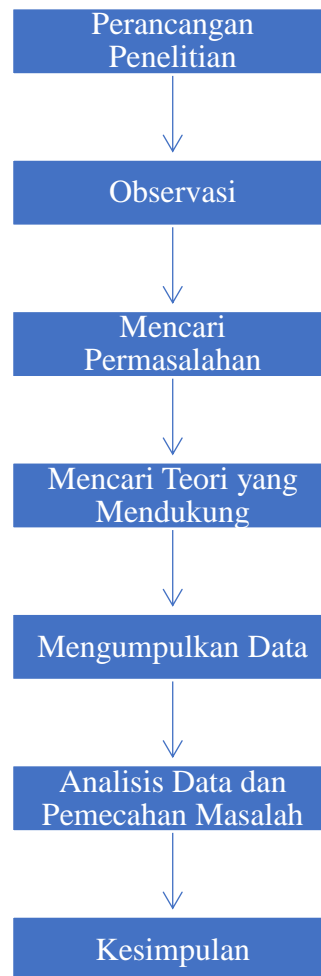 Perancangan
Penelitian
Observasi
Mencari
Permasalahan
Mencari Teori yang
Mendukung
Mengumpulkan Data
Analisis Data dan
Pemecahan Masalah
Kesimpulan